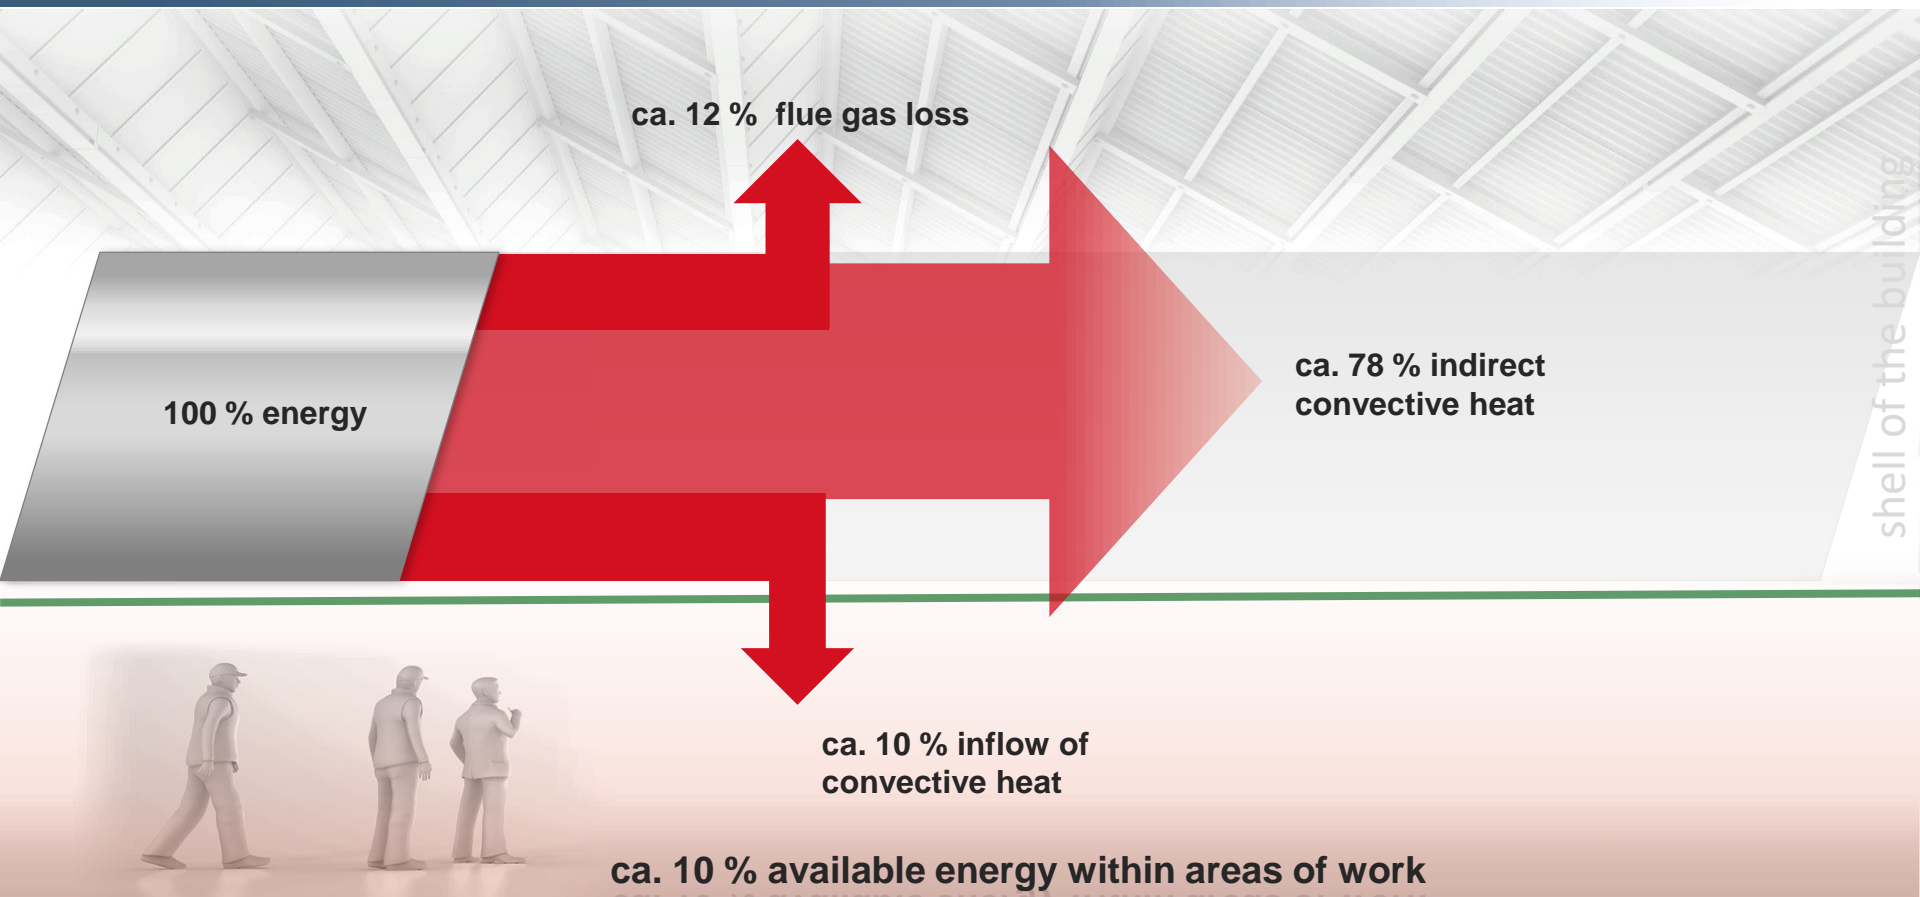 ca. 12 % flue gas loss
100 % energy
ca. 78 % indirect
convective heat
shell of the building
ca. 10 % inflow of
convective heat
ca. 10 % available energy within areas of work